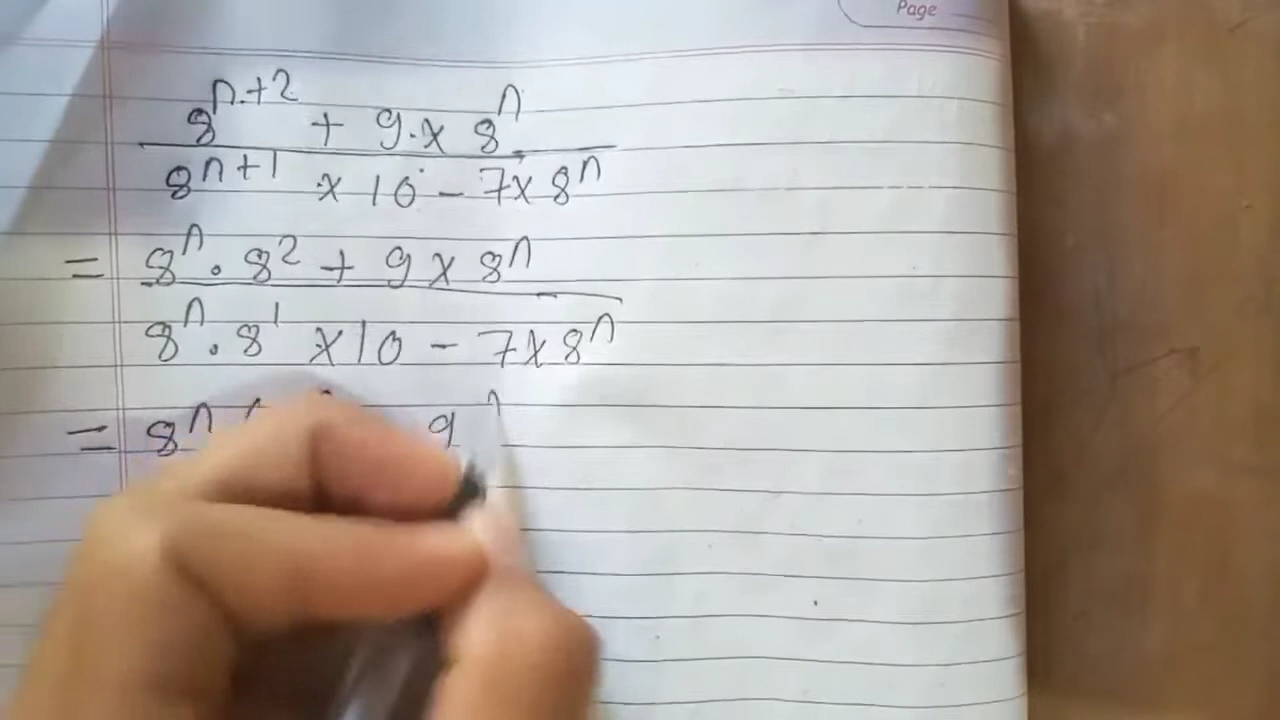 Page
8^{n+2} + 9 × 8^n
8^{n+1} × 10 - 7 × 8^n
= 8^n . 8^2 + 9 × 8^n
8^n . 8^1 × 10 - 7 × 8^n
= 8^n 9